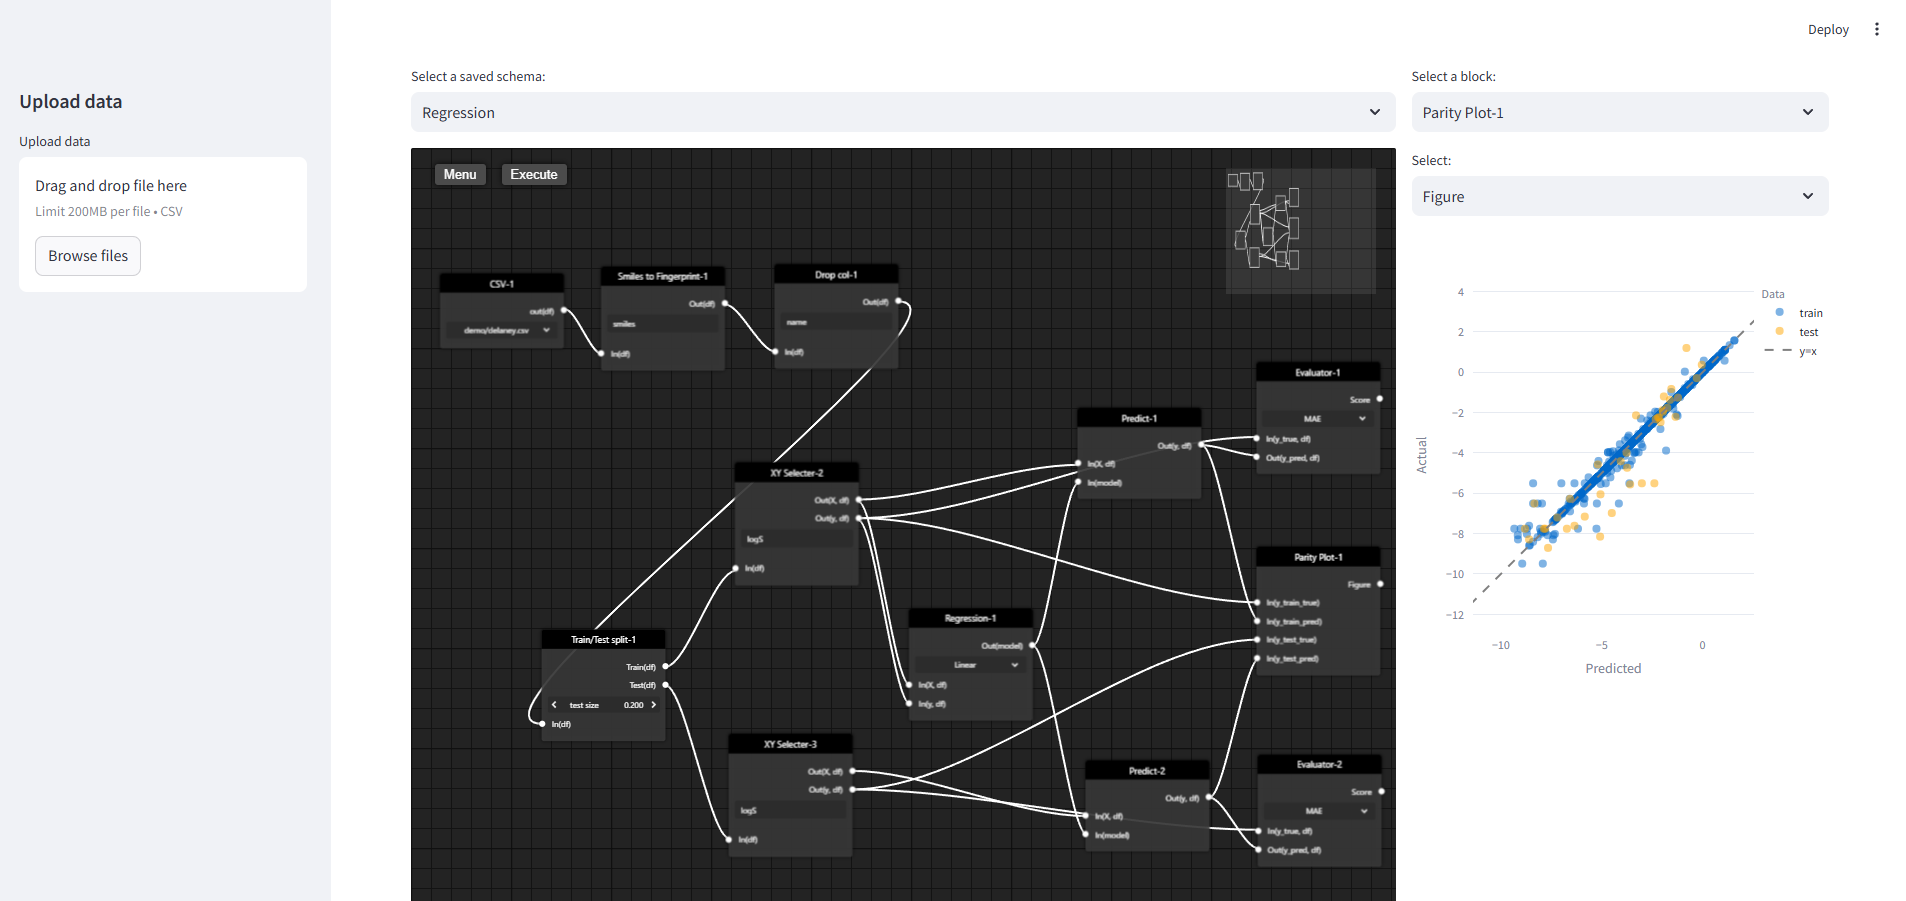 Deploy
Upload data
Upload data
Drag and drop file here
Limit 200MB per file • CSV
Browse files
Select a saved schema:
Regression
Menu
Execute
CSV-1
out(df)
demo/delaney.csv
Smiles to Fingerprint-1
Out(df)
smiles
In(df)
Drop col-1
Out(df)
name
In(df)
XY Selecter-2
Out(X, df)
Out(y, df)
logS
In(df)
Train/Test split-1
Train(df)
Test(df)
test size 0.200
In(df)
XY Selecter-3
Out(X, df)
Out(y, df)
logS
In(df)
Regression-1
Out(model)
Linear
In(X, df)
In(y, df)
Predict-1
Out(y, df)
In(X, df)
In(model)
Predict-2
Out(y, df)
In(X, df)
In(model)
Evaluator-1
Score
MAE
In(y_true, df)
Out(y_pred, df)
Parity Plot-1
Figure
In(y_train_true)
In(y_train_pred)
In(y_test_true)
In(y_test_pred)
Evaluator-2
Score
MAE
In(y_true, df)
Out(y_pred, df)
Select a block:
Parity Plot-1
Select:
Figure
4
2
0
−2
−4
−6
−8
−10
−12
Actual
−10
−5
0
Predicted
Data
train
test
y=x